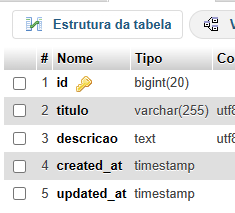 Estrutura da tabela
# Nome Tipo
1 id bigint(20)
2 titulo varchar(255) utf8
3 descricao text utf8
4 created_at timestamp
5 updated_at timestamp